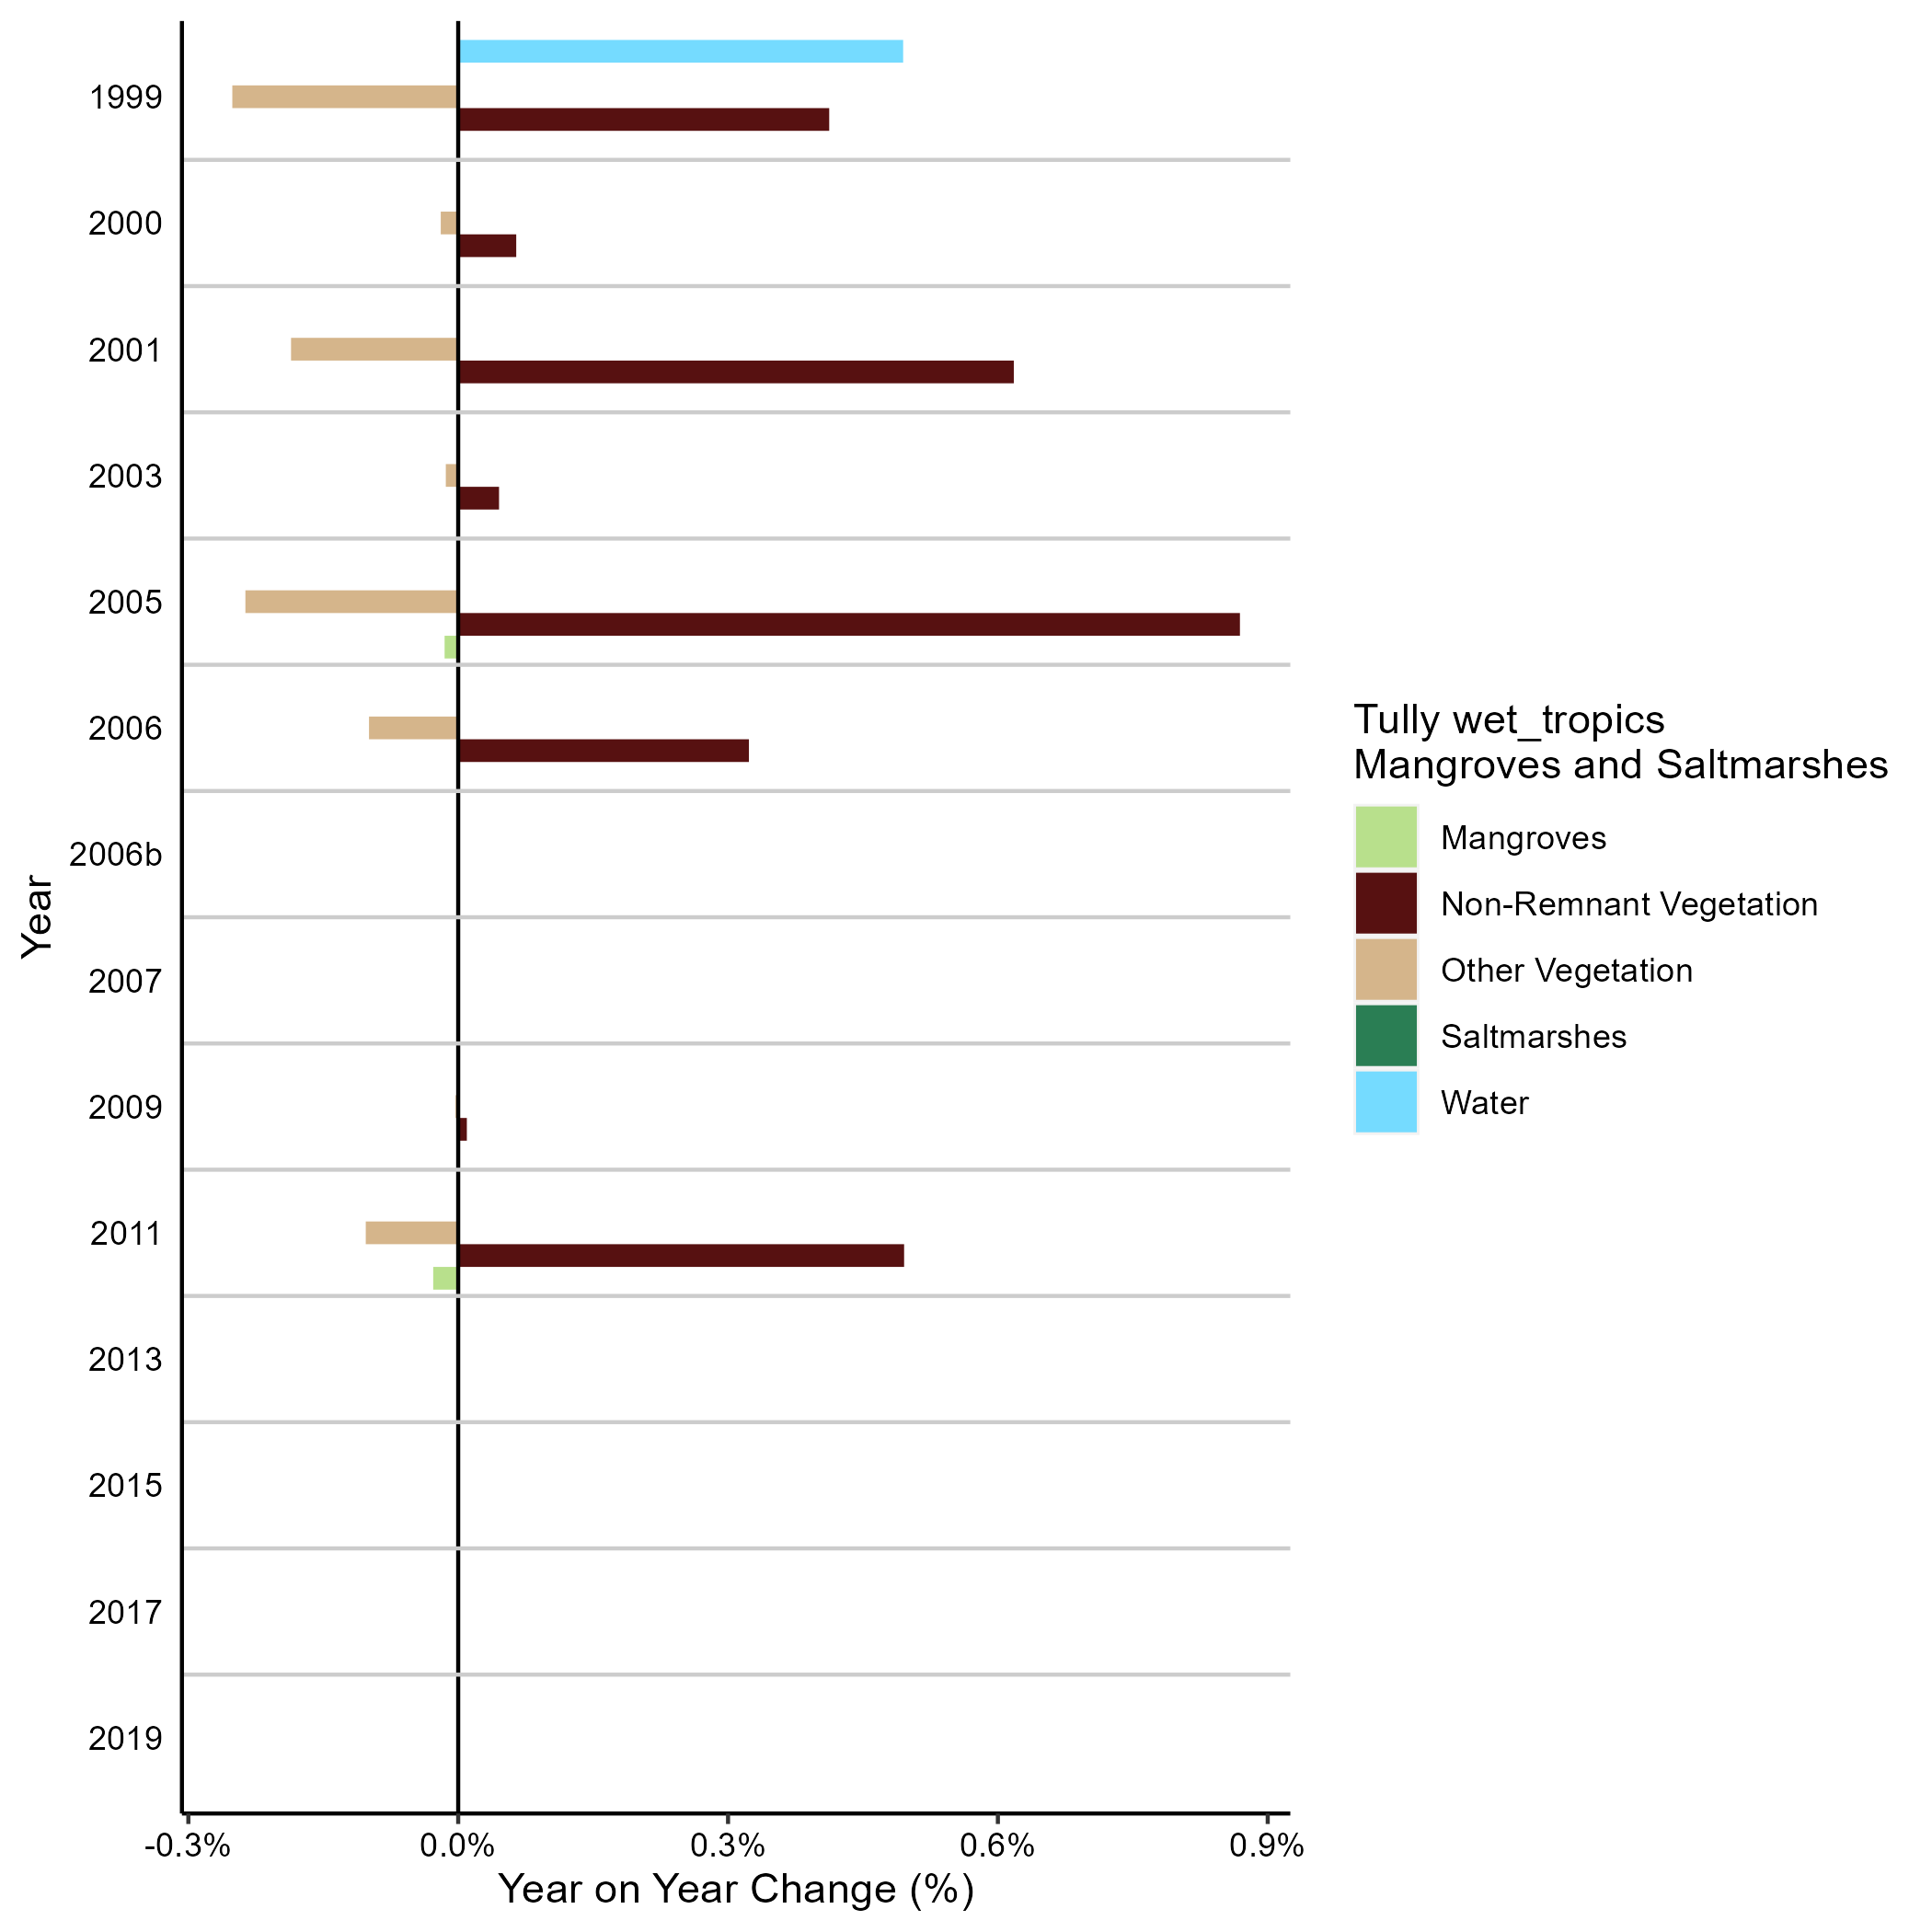 1999
2000
2001
2003
2005
2006
2006b
2007
2009
2011
2013
2015
2017
2019
Year
-0.3%
0.0%
0.3%
0.6%
0.9%
Year on Year Change (%)
Tully wet_tropics
Mangroves and Saltmarshes
Mangroves
Non-Remnant Vegetation
Other Vegetation
Saltmarshes
Water